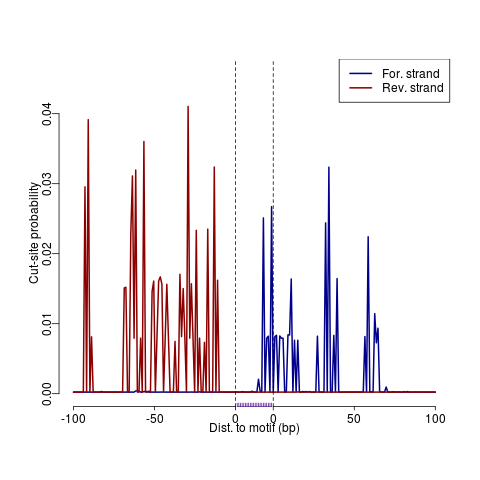 For. strand
Rev. strand
Cut-site probability
0.04
0.03
0.02
0.01
0.00
-100 -50 0 0 50 100
Dist. to motif (bp)